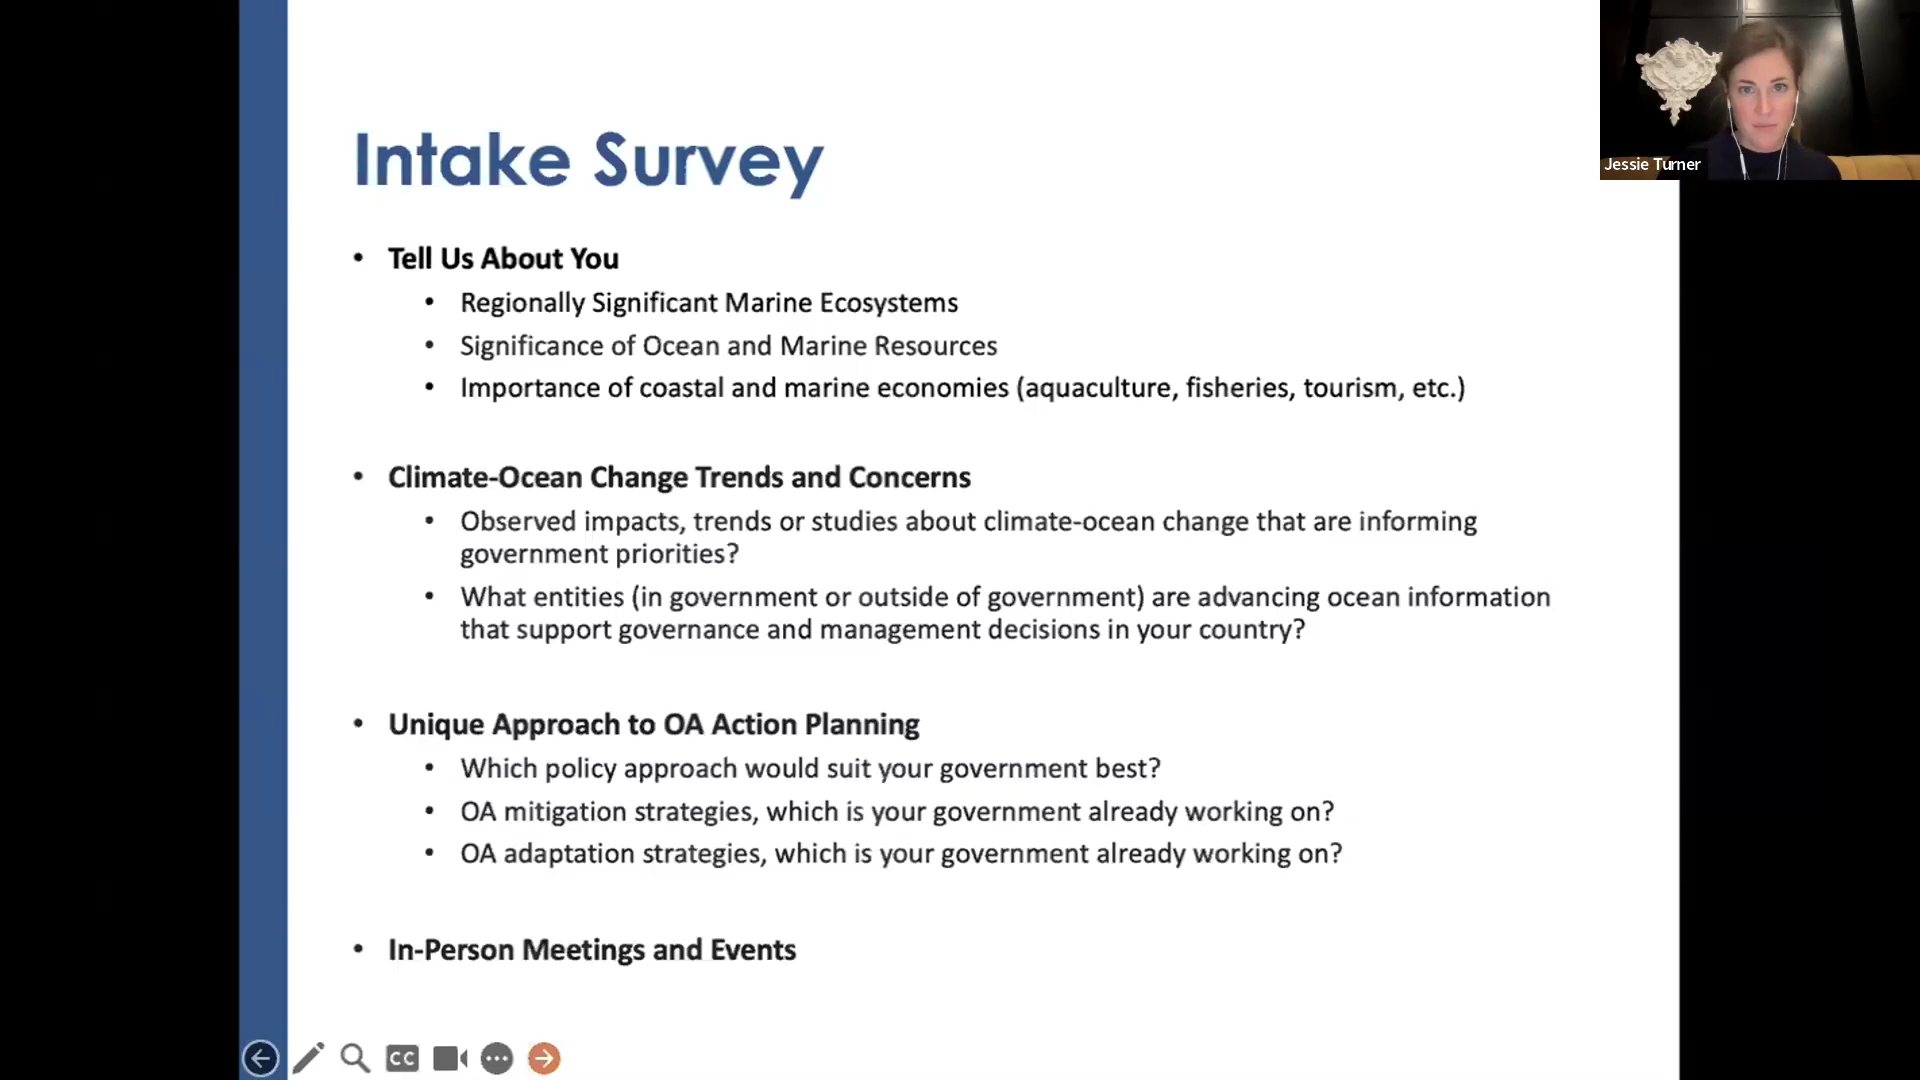 Intake Survey
Jessie Turner
• Tell Us About You
• Regionally Significant Marine Ecosystems
• Significance of Ocean and Marine Resources
• Importance of coastal and marine economies (aquaculture, fisheries, tourism, etc.)
• Climate-Ocean Change Trends and Concerns
• Observed impacts, trends or studies about climate-ocean change that are informing
government priorities?
• What entities (in government or outside of government) are advancing ocean information
that support governance and management decisions in your country?
• Unique Approach to OA Action Planning
• Which policy approach would suit your government best?
• OA mitigation strategies, which is your government already working on?
• OA adaptation strategies, which is your government already working on?
• In-Person Meetings and Events
CC